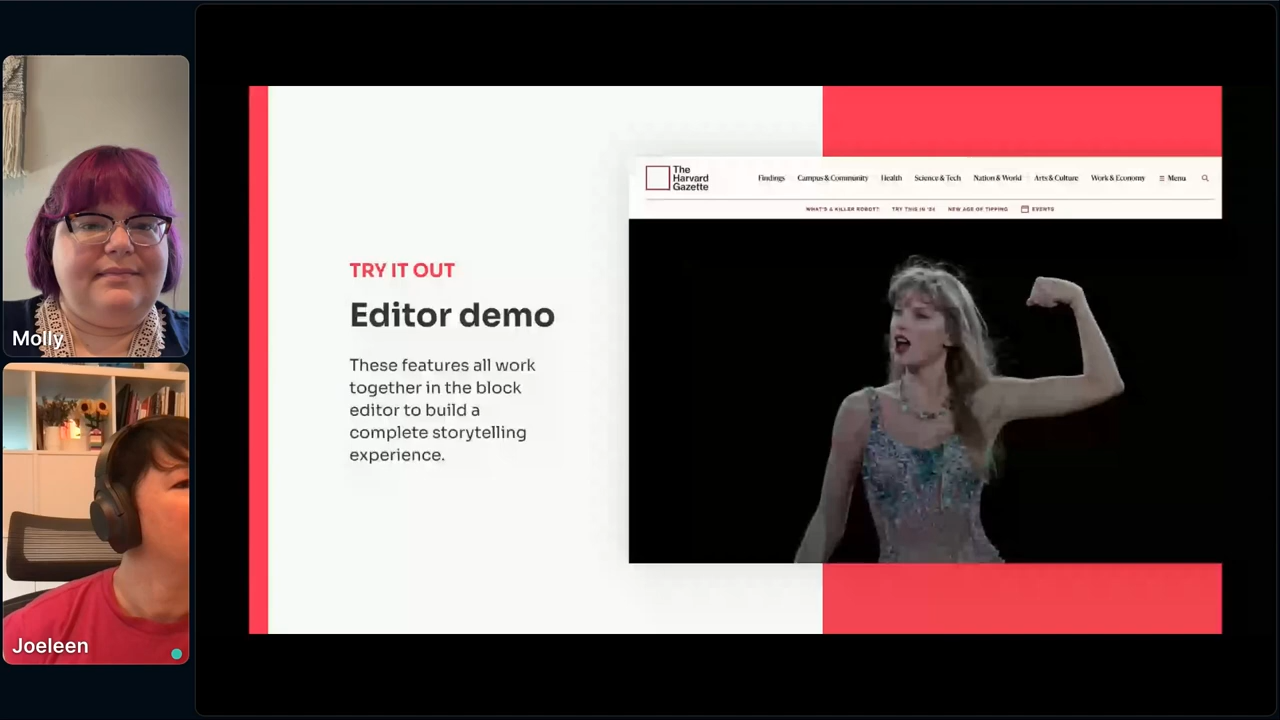 Molly
Joeleen
TRY IT OUT
Editor demo
These features all work
together in the block
editor to build a
complete storytelling
experience.
The
Harvard
Gazette
Findings Campus & Community Health Science & Tech Nation & World Arts & Culture Work & Economy Menu
WHAT'S A KILLER ROBOT? TRY THIS IN '24 NEW AGE OF TIPPING EVENTS